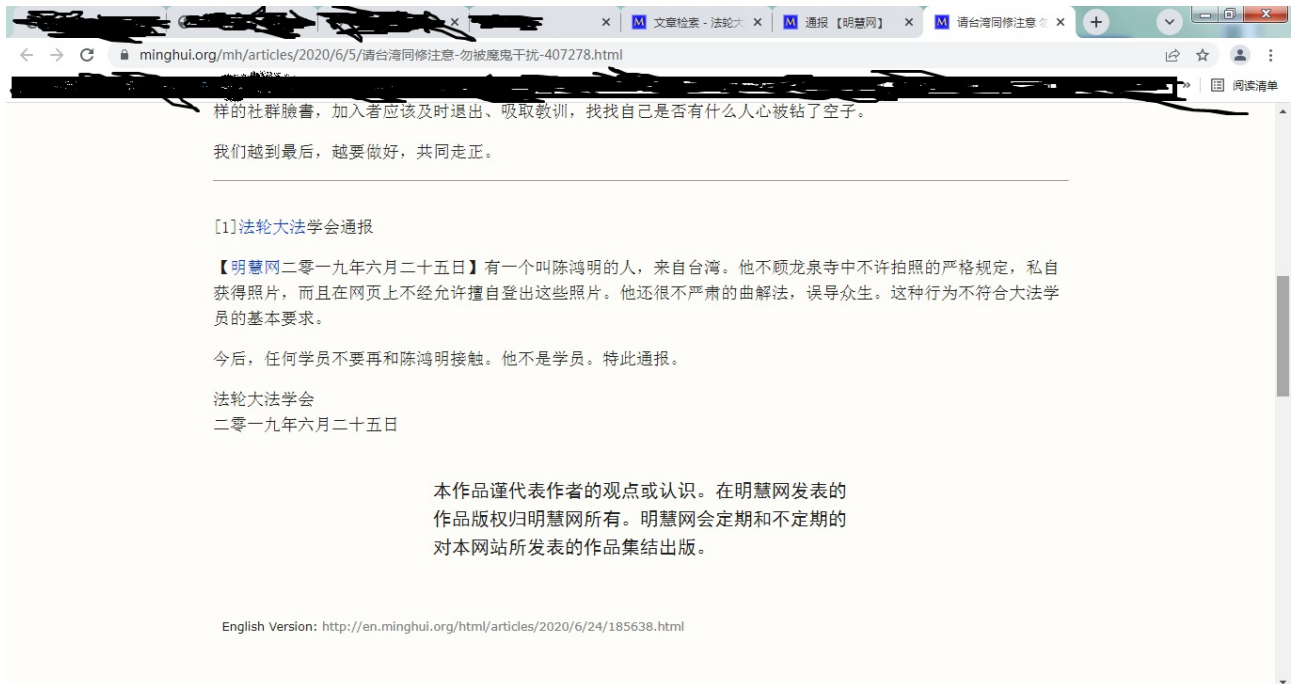 文章检索 - 法轮大
通报 【明慧网】
请台湾同修注意
minghui.org/mh/articles/2020/6/5/请台湾同修注意-勿被魔鬼干扰-407278.html
阅读清单
样的社群臉書，加入者应该及时退出、吸取教训，找找自己是否有什么人心被钻了空子。
我们越到最后，越要做好，共同走正。
[1]法轮大法学会通报
【明慧网二零一九年六月二十五日】有一个叫陈鸿明的人，来自台湾。他不顾龙泉寺中不许拍照的严格规定，私自
获得照片，而且在网页上不经允许擅自登出这些照片。他还很不严肃的曲解法，误导众生。这种行为不符合大法学
员的基本要求。
今后，任何学员不要再和陈鸿明接触。他不是学员。特此通报。
法轮大法学会
二零一九年六月二十五日
本作品谨代表作者的观点或认识。在明慧网发表的
作品版权归明慧网所有。明慧网会定期和不定期的
对本网站所发表的作品集结出版。
English Version: http://en.minghui.org/html/articles/2020/6/24/185638.html